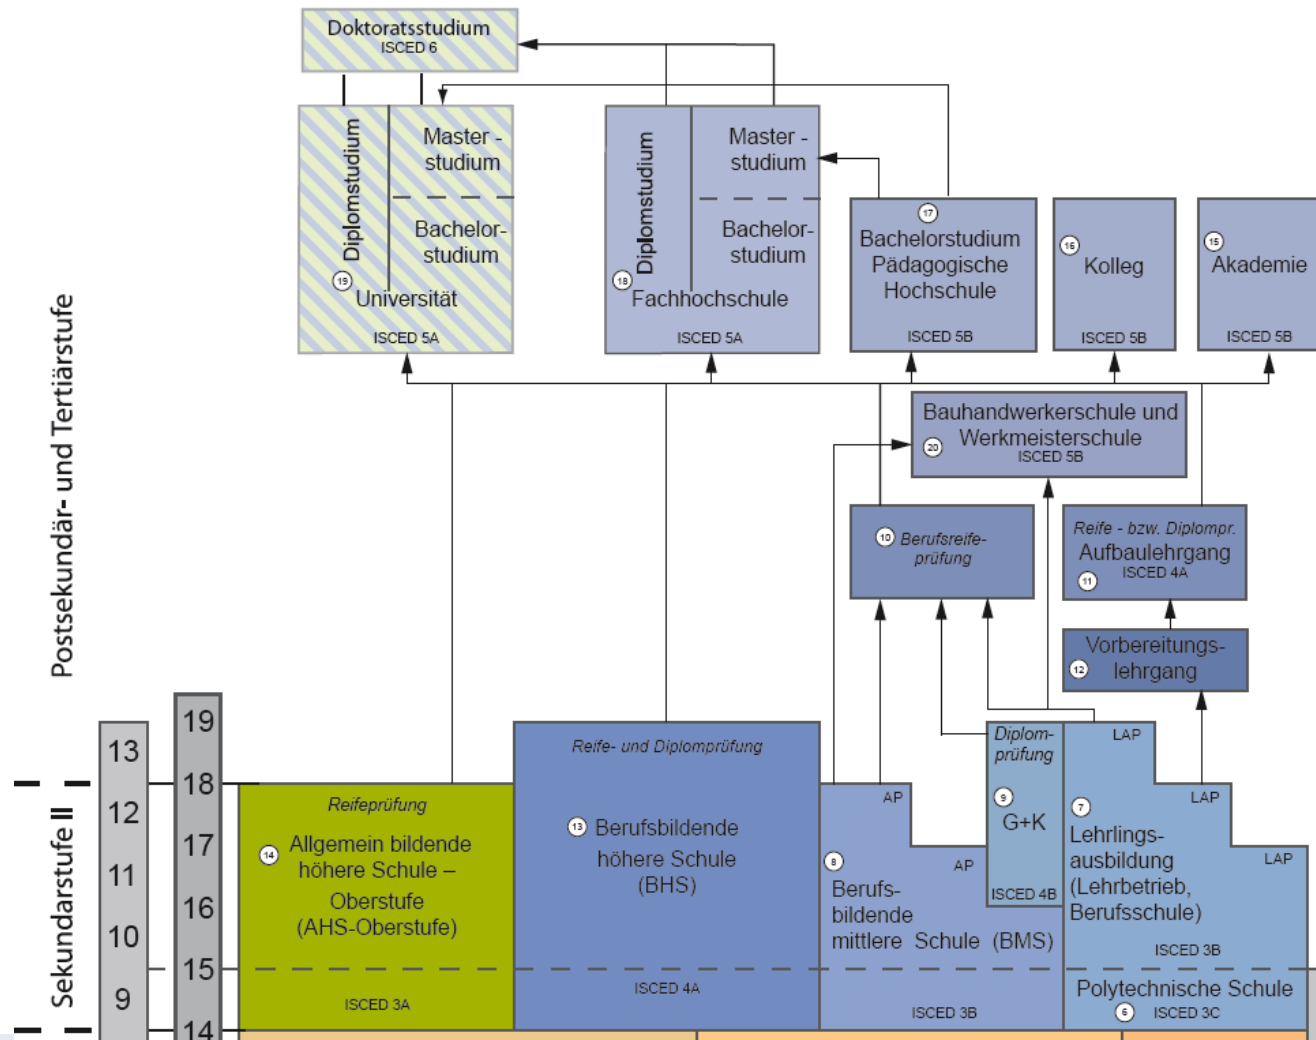 Doktoratsstudium
ISCED 6
Diplomstudium
Master -
studium
Bachelor-
studium
19
Universität
ISCED 5A
Diplomstudium
Master -
studium
Bachelor-
studium
18
Fachhochschule
ISCED 5A
17
Bachelorstudium
Pädagogische
Hochschule
ISCED 5B
16
Kolleg
ISCED 5B
15
Akademie
ISCED 5B
Postsekundär- und Tertiärstufe
Bauhandwerkerschule und
Werkmeisterschule
20
ISCED 5B
10
Berufsreife-
prüfung
Reife - bzw. Diplompr.
Aufbaulehrgang
ISCED 4A
11
Vorbereitungs-
lehrgang
12
Sekundarstufe II
13
12
11
10
9
19
18
17
16
15
14
Reifeprüfung
14
Allgemein bildende
höhere Schule –
Oberstufe
(AHS-Oberstufe)
ISCED 3A
Reife- und Diplomprüfung
13
Berufsbildende
höhere Schule
(BHS)
ISCED 4A
AP
AP
8
Berufs-
bildende
mittlere Schule (BMS)
ISCED 3B
Diplom-
prüfung
9
G+K
ISCED 4B
LAP
LAP
LAP
7
Lehrlings-
ausbildung
(Lehrbetrieb,
Berufsschule)
ISCED 3B
Polytechnische Schule
6
ISCED 3C